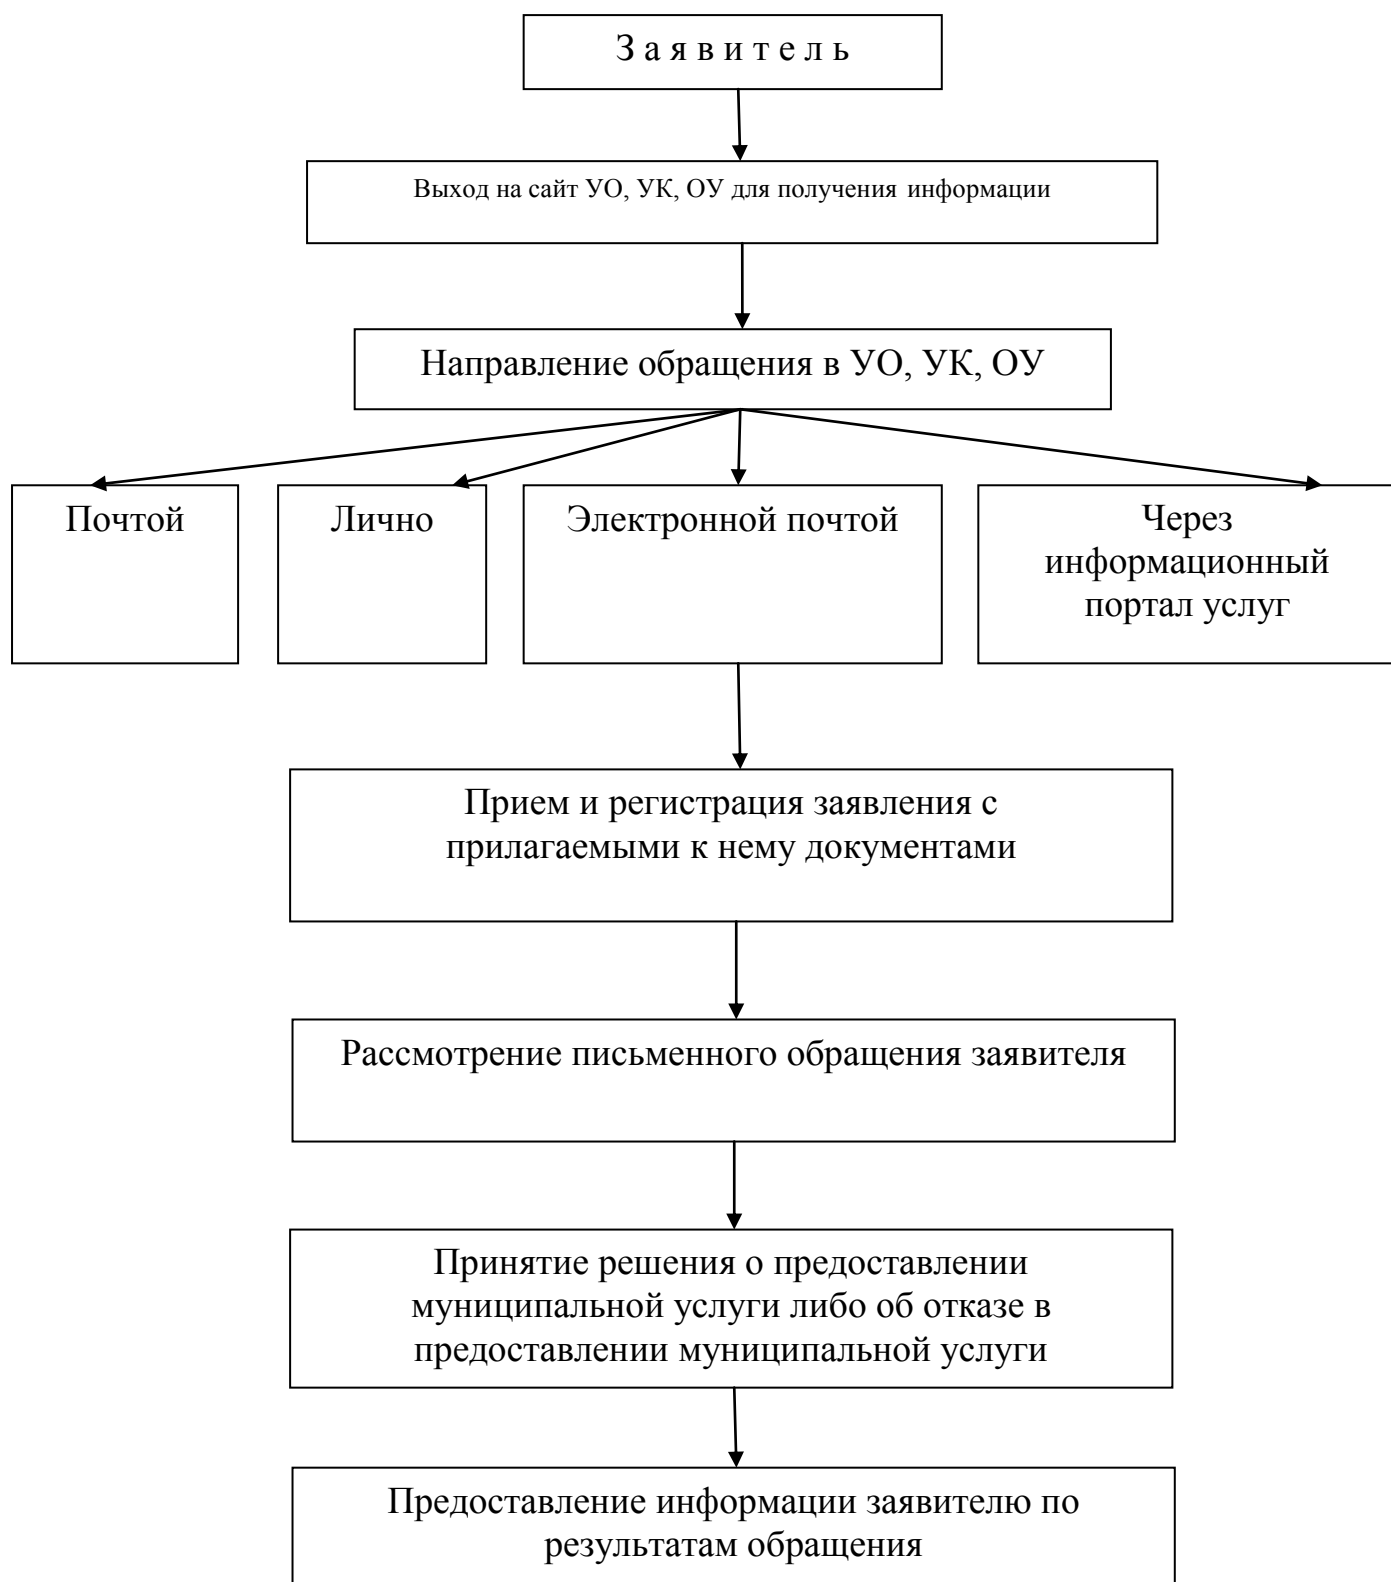 З а я в и т е л ь
Выход на сайт УО, УК, ОУ для получения информации
Направление обращения в УО, УК, ОУ
Почтой
Лично
Электронной почтой
Через
информационный
портал услуг
Прием и регистрация заявления с
прилагаемыми к нему документами
Рассмотрение письменного обращения заявителя
Принятие решения о предоставлении
муниципальной услуги либо об отказе в
предоставлении муниципальной услуги
Предоставление информации заявителю по
результатам обращения